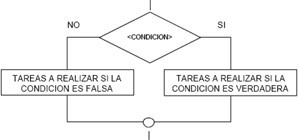 NO
SI
<CONDICION>
TAREAS A REALIZAR SI LA
CONDICION ES FALSA
TAREAS A REALIZAR SI LA
CONDICION ES VERDADERA